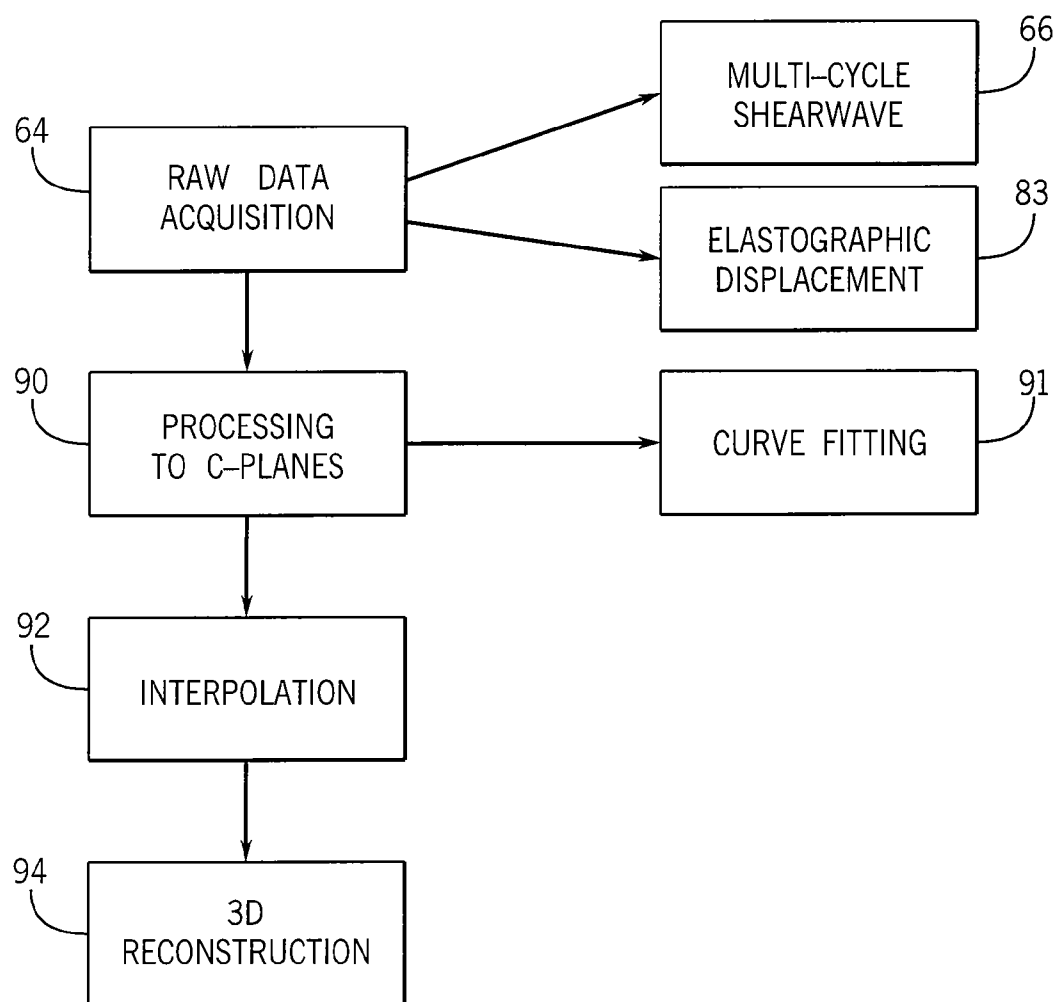 66
MULTI-CYCLE
SHEARWAVE
64
RAW DATA
ACQUISITION
83
ELASTOGRAPHIC
DISPLACEMENT
90
PROCESSING
TO C-PLANES
91
CURVE FITTING
92
INTERPOLATION
94
3D
RECONSTRUCTION